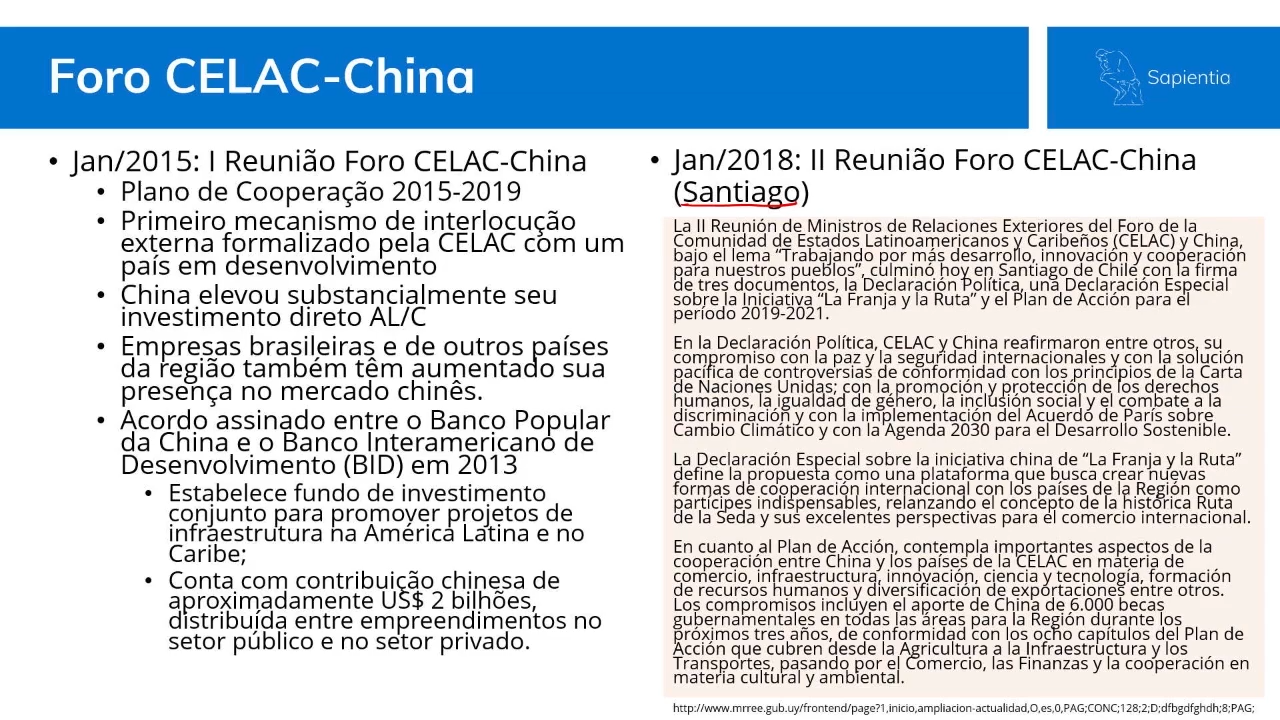 Foro CELAC-China
Sapientia
• Jan/2015: I Reunião Foro CELAC-China
• Plano de Cooperação 2015-2019
• Primeiro mecanismo de interlocução
externa formalizado pela CELAC com um
país em desenvolvimento
• China elevou substancialmente seu
investimento direto AL/C
• Empresas brasileiras e de outros países
da região também têm aumentado sua
presença no mercado chinês.
• Acordo assinado entre o Banco Popular
da China e o Banco Interamericano de
Desenvolvimento (BID) em 2013
• Estabelece fundo de investimento
conjunto para promover projetos de
infraestrutura na América Latina e no
Caribe;
• Conta com contribuição chinesa de
aproximadamente US$ 2 bilhões,
distribuída entre empreendimentos no
setor público e no setor privado.
• Jan/2018: II Reunião Foro CELAC-China
(Santiago)
La II Reunión de Ministros de Relaciones Exteriores del Foro de la
Comunidad de Estados Latinoamericanos y Caribeños (CELAC) y China,
bajo el lema “Trabajando por más desarrollo, innovación y cooperación
para nuestros pueblos”, culminó hoy en Santiago de Chile con la firma
de tres documentos, la Declaración Política, una Declaración Especial
sobre la Iniciativa “La Franja y la Ruta” y el Plan de Acción para el
período 2019-2021.
En la Declaración Política, CELAC y China reafirmaron entre otros, su
compromiso con la paz y la seguridad internacionales y con la solución
pacífica de controversias de conformidad con los principios de la Carta
de Naciones Unidas; con la promoción y protección de los derechos
humanos, la igualdad de género, la inclusión social y el combate a la
discriminación y con la implementación del Acuerdo de París sobre
Cambio Climático y con la Agenda 2030 para el Desarrollo Sostenible.
La Declaración Especial sobre la iniciativa china de “La Franja y la Ruta”
define la propuesta como una plataforma que busca crear nuevas
formas de cooperación internacional con los países de la Región como
partícipes indispensables, relanzando el concepto de la histórica Ruta
de la Seda y sus excelentes perspectivas para el comercio internacional.
En cuanto al Plan de Acción, contempla importantes aspectos de la
cooperación entre China y los países de la CELAC en materia de
comercio, infraestructura, innovación, ciencia y tecnología, formación
de recursos humanos y diversificación de exportaciones entre otros.
Los compromisos incluyen el aporte de China de 6.000 becas
gubernamentales en todas las áreas para la Región durante los
próximos tres años, de conformidad con los ocho capítulos del Plan de
Acción que cubren desde la Agricultura a la Infraestructura y los
Transportes, pasando por el Comercio, las Finanzas y la cooperación en
materia cultural y ambiental.
http://www.mrree.gub.uy/frontend/page?1,inicio,ampliacion-actualidad,O,es,0,PAG;CONC;128;2;D;dfbgdfghdh;8;PAG;